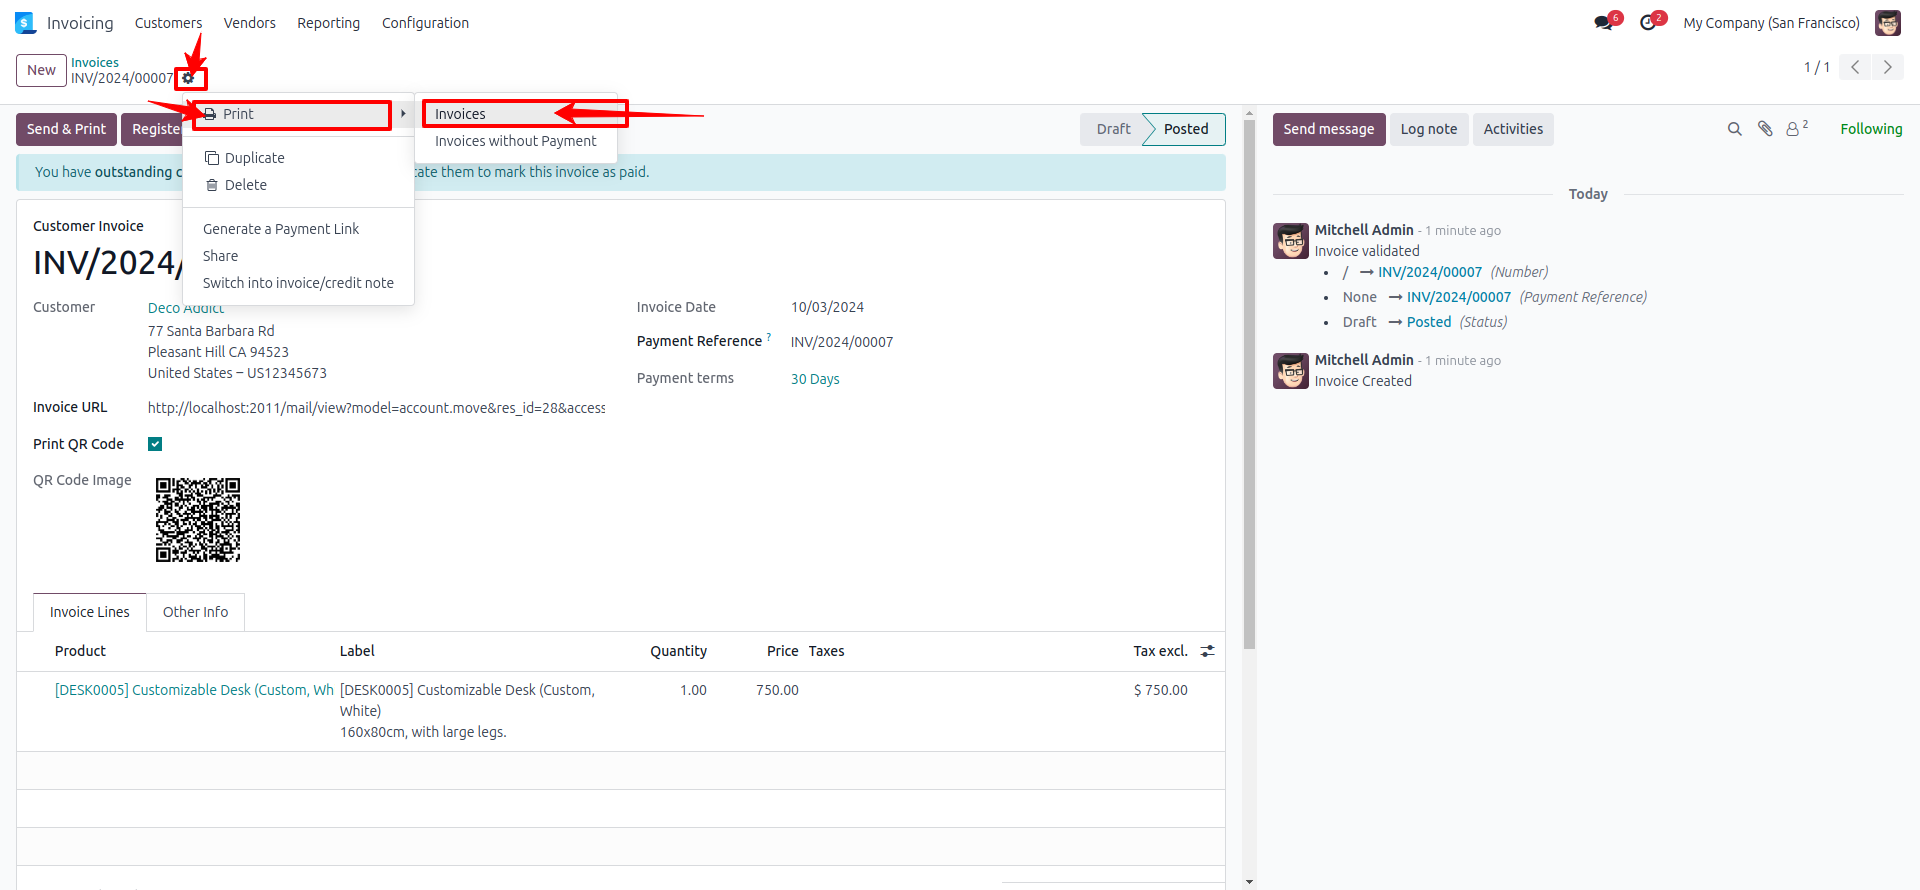 Invoicing
Customers
Vendors
Reporting
Configuration
6
2
My Company (San Francisco)
New
Invoices
INV/2024/00007
1 / 1
Print
Invoices
Invoices without Payment
Duplicate
Delete
Generate a Payment Link
Share
Switch into invoice/credit note
Send & Print
Register
Draft
Posted
Send message
Log note
Activities
2
Following
You have outstanding c
cate them to mark this invoice as paid.
Customer Invoice
INV/2024/
Customer
Deco Addict
77 Santa Barbara Rd
Pleasant Hill CA 94523
United States – US12345673
Invoice Date
10/03/2024
Payment Reference ?
INV/2024/00007
Payment terms
30 Days
Invoice URL
http://localhost:2011/mail/view?model=account.move&res_id=28&access
Print QR Code
QR Code Image
Invoice Lines
Other Info
Product
Label
Quantity
Price
Taxes
Tax excl.
[DESK0005] Customizable Desk (Custom, Wh
[DESK0005] Customizable Desk (Custom,
White)
160x80cm, with large legs.
1.00
750.00
$ 750.00
Today
Mitchell Admin - 1 minute ago
Invoice validated
• / → INV/2024/00007 (Number)
• None → INV/2024/00007 (Payment Reference)
• Draft → Posted (Status)
Mitchell Admin - 1 minute ago
Invoice Created